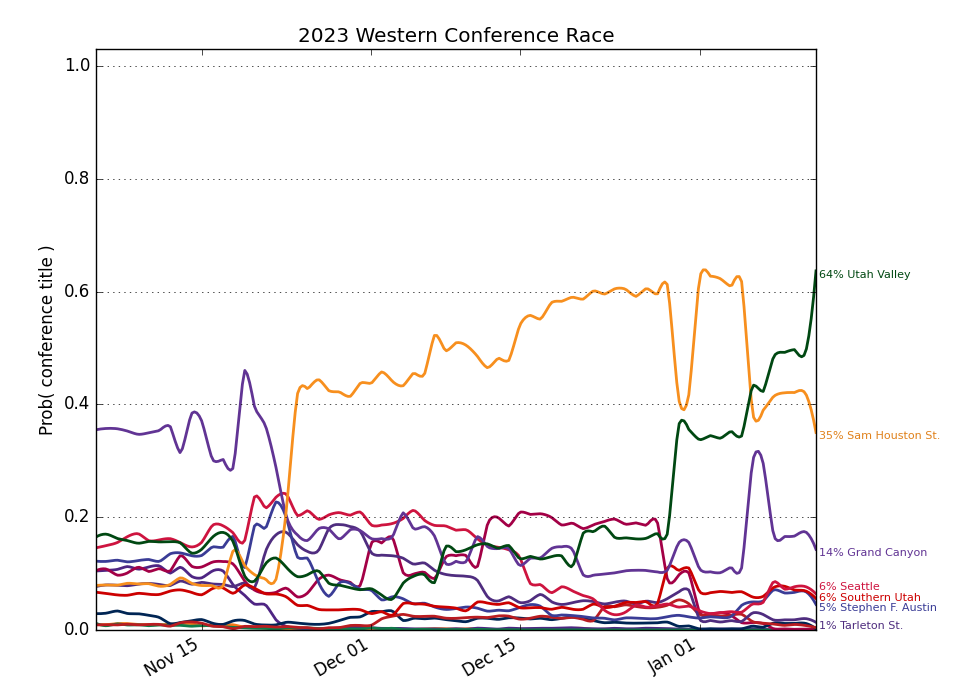 2023 Western Conference Race
1.0
0.8
0.6
0.4
0.2
0.0
Prob( conference title )
Nov 15
Dec 01
Dec 15
Jan 01
64% Utah Valley
35% Sam Houston St.
14% Grand Canyon
7% Seattle
6% Southern Utah
5% Stephen F. Austin
1% Tarleton St.